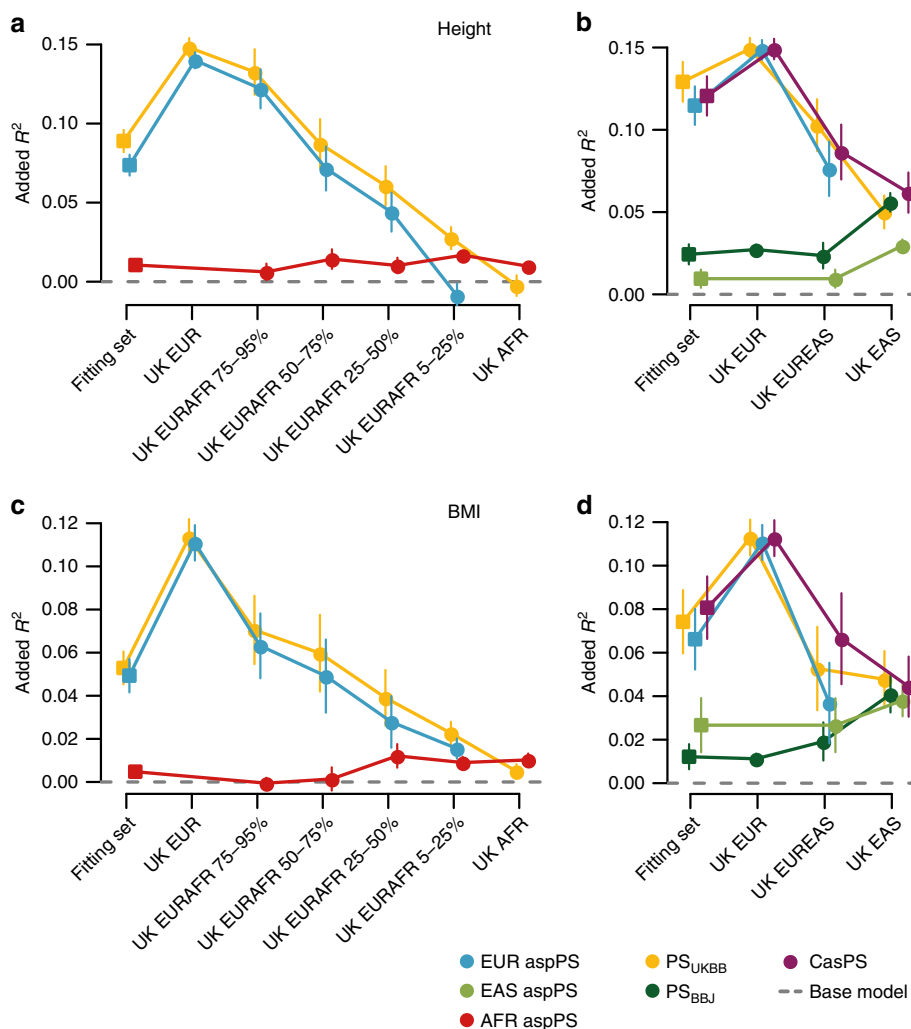 a
Height
Added R²
0.15
0.10
0.05
0.00
Fitting set
UK EUR
UK EURAFR 75–95%
UK EURAFR 50–75%
UK EURAFR 25–50%
UK EURAFR 5–25%
UK AFR
b
Added R²
0.15
0.10
0.05
0.00
Fitting set
UK EUR
UK EUREAS
UK EAS
c
BMI
Added R²
0.12
0.10
0.08
0.06
0.04
0.02
0.00
Fitting set
UK EUR
UK EURAFR 75–95%
UK EURAFR 50–75%
UK EURAFR 25–50%
UK EURAFR 5–25%
UK AFR
d
Added R²
0.12
0.10
0.08
0.06
0.04
0.02
0.00
Fitting set
UK EUR
UK EUREAS
UK EAS
EUR aspPS
EAS aspPS
AFR aspPS
PS_UKBB
PS_BBJ
CasPS
Base model